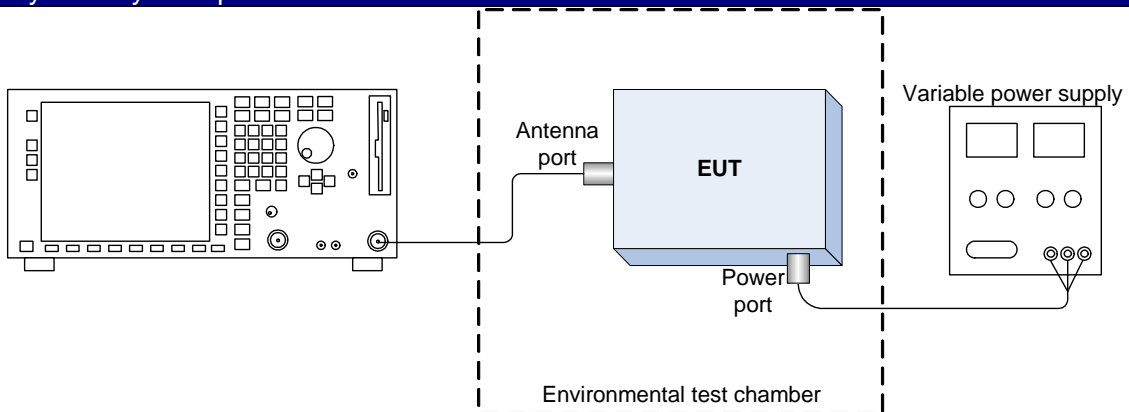 Variable power supply
Antenna
port
EUT
Power
port
Environmental test chamber